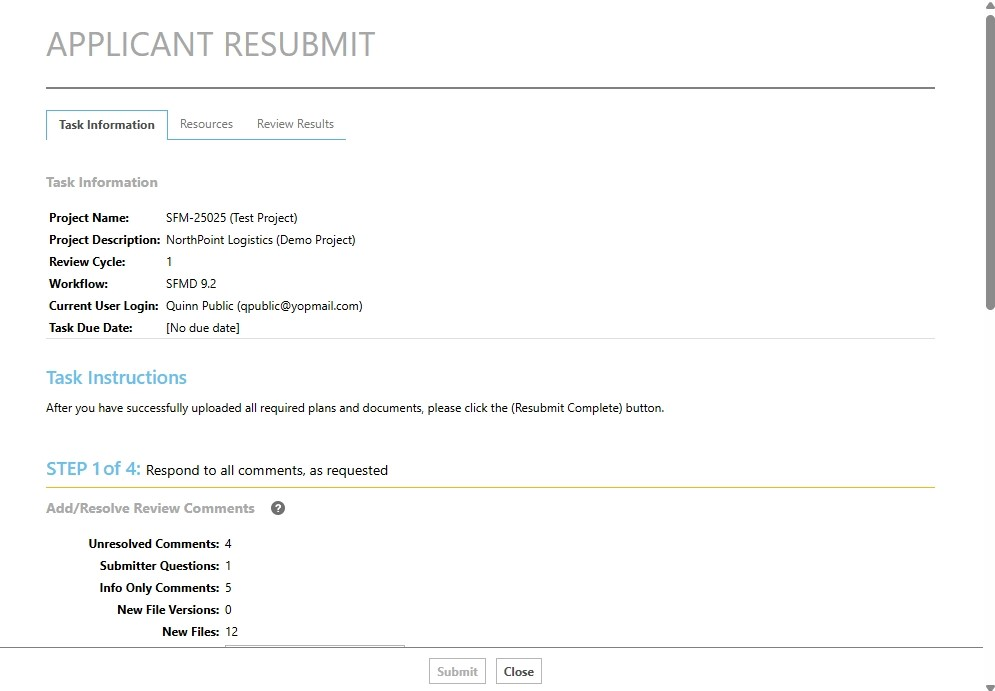 APPLICANT RESUBMIT
Task Information Resources Review Results
Task Information
Project Name: SFM-25025 (Test Project)
Project Description: NorthPoint Logistics (Demo Project)
Review Cycle: 1
Workflow: SFMD 9.2
Current User Login: Quinn Public (qpublic@yopmail.com)
Task Due Date: [No due date]
Task Instructions
After you have successfully uploaded all required plans and documents, please click the (Resubmit Complete) button.
STEP 1 of 4: Respond to all comments, as requested
Add/Resolve Review Comments ?
Unresolved Comments: 4
Submitter Questions: 1
Info Only Comments: 5
New File Versions: 0
New Files: 12
Submit Close